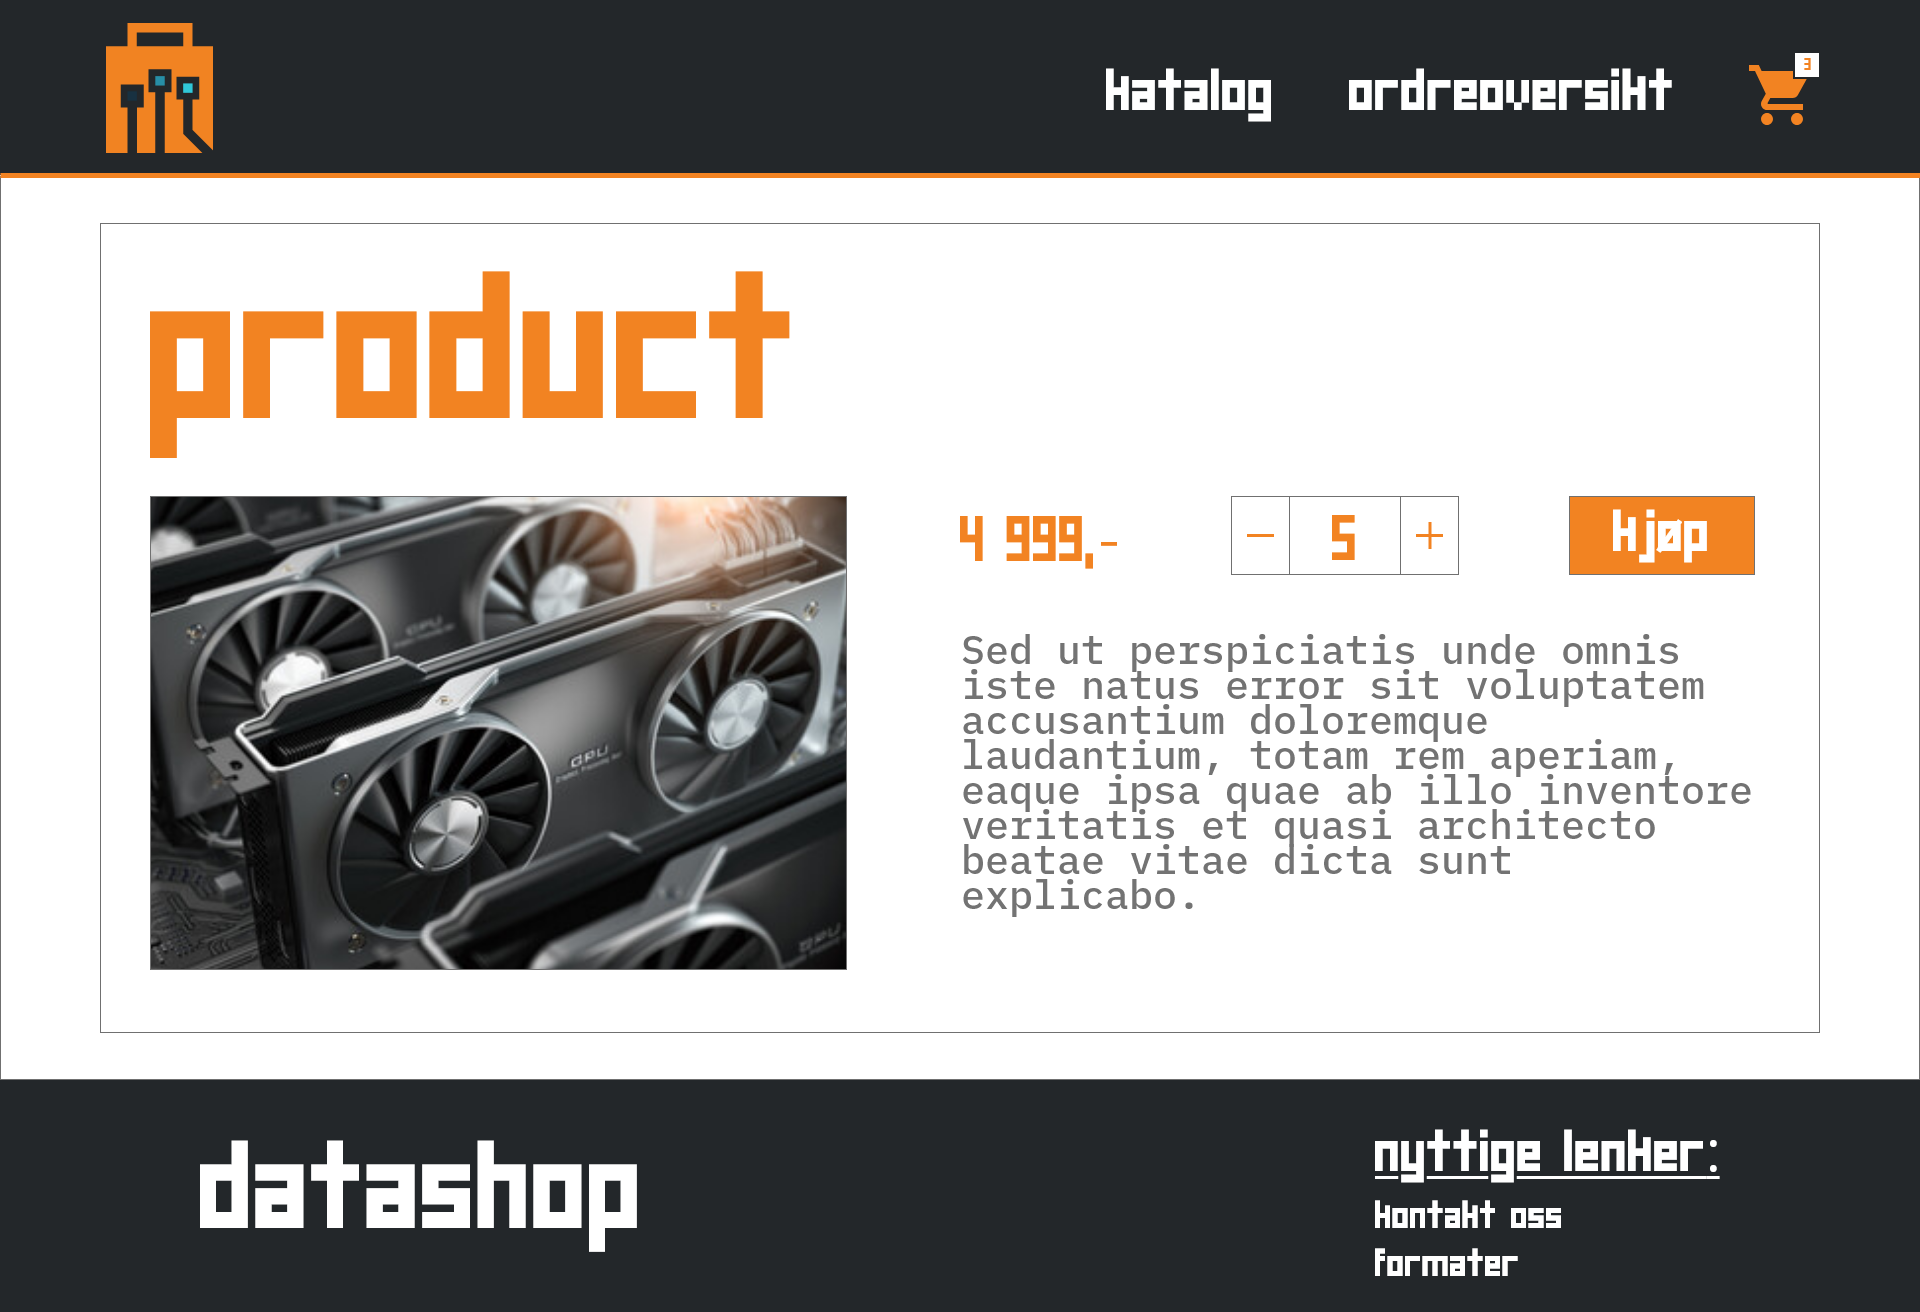 katalog
ordreoversikt
3
product
4 999,-
— 5 +
kjøp
Sed ut perspiciatis unde omnis
iste natus error sit voluptatem
accusantium doloremque
laudantium, totam rem aperiam,
eaque ipsa quae ab illo inventore
veritatis et quasi architecto
beatae vitae dicta sunt
explicabo.
GPU
GPU
GPU
datashop
nyttige lenker:
kontakt oss
formater